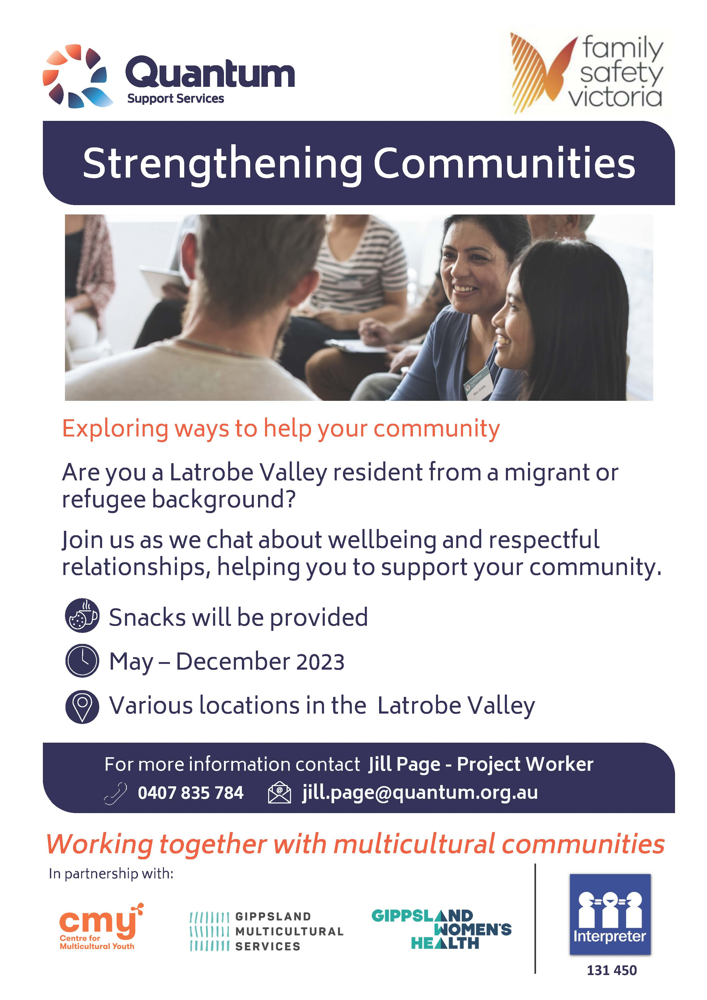 Quantum
Support Services
family
safety
victoria
Strengthening Communities
Mary Smiths
Exploring ways to help your community
Are you a Latrobe Valley resident from a migrant or
refugee background?
Join us as we chat about wellbeing and respectful
relationships, helping you to support your community.
Snacks will be provided
May – December 2023
Various locations in the Latrobe Valley
For more information contact Jill Page - Project Worker
0407 835 784 @ jill.page@quantum.org.au
Working together with multicultural communities
In partnership with:
cmy
Centre for
Multicultural Youth
GIPPSLAND
MULTICULTURAL
SERVICES
GIPPSLAND
WOMEN'S
HEALTH
Interpreter
131 450